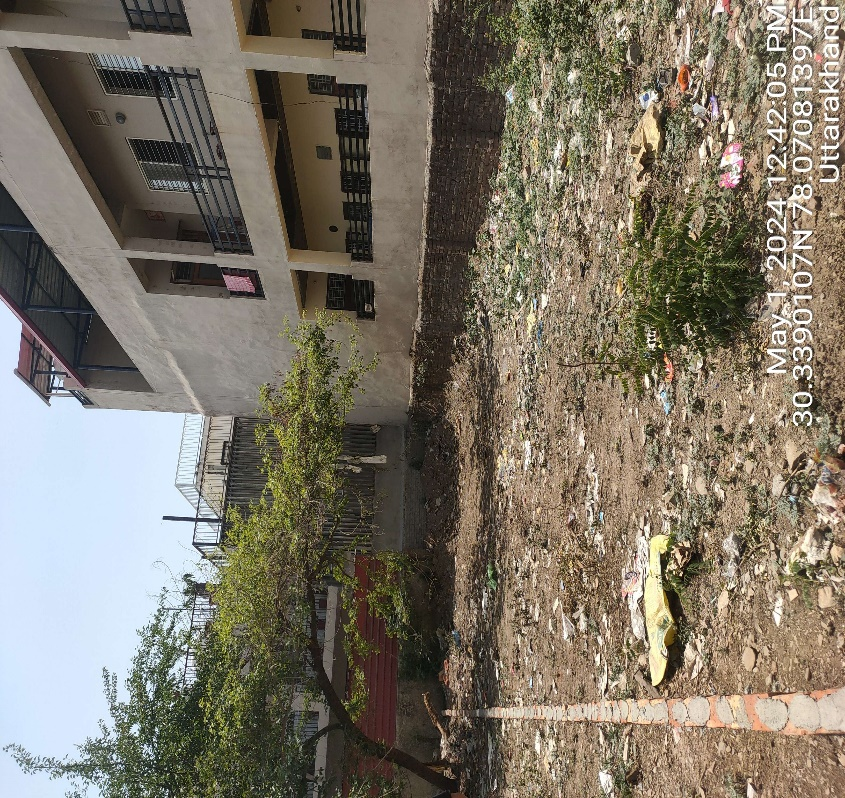 May 1, 2024 12:42:05 PM
30.3390107N 78.07081397E
Uttarakhand